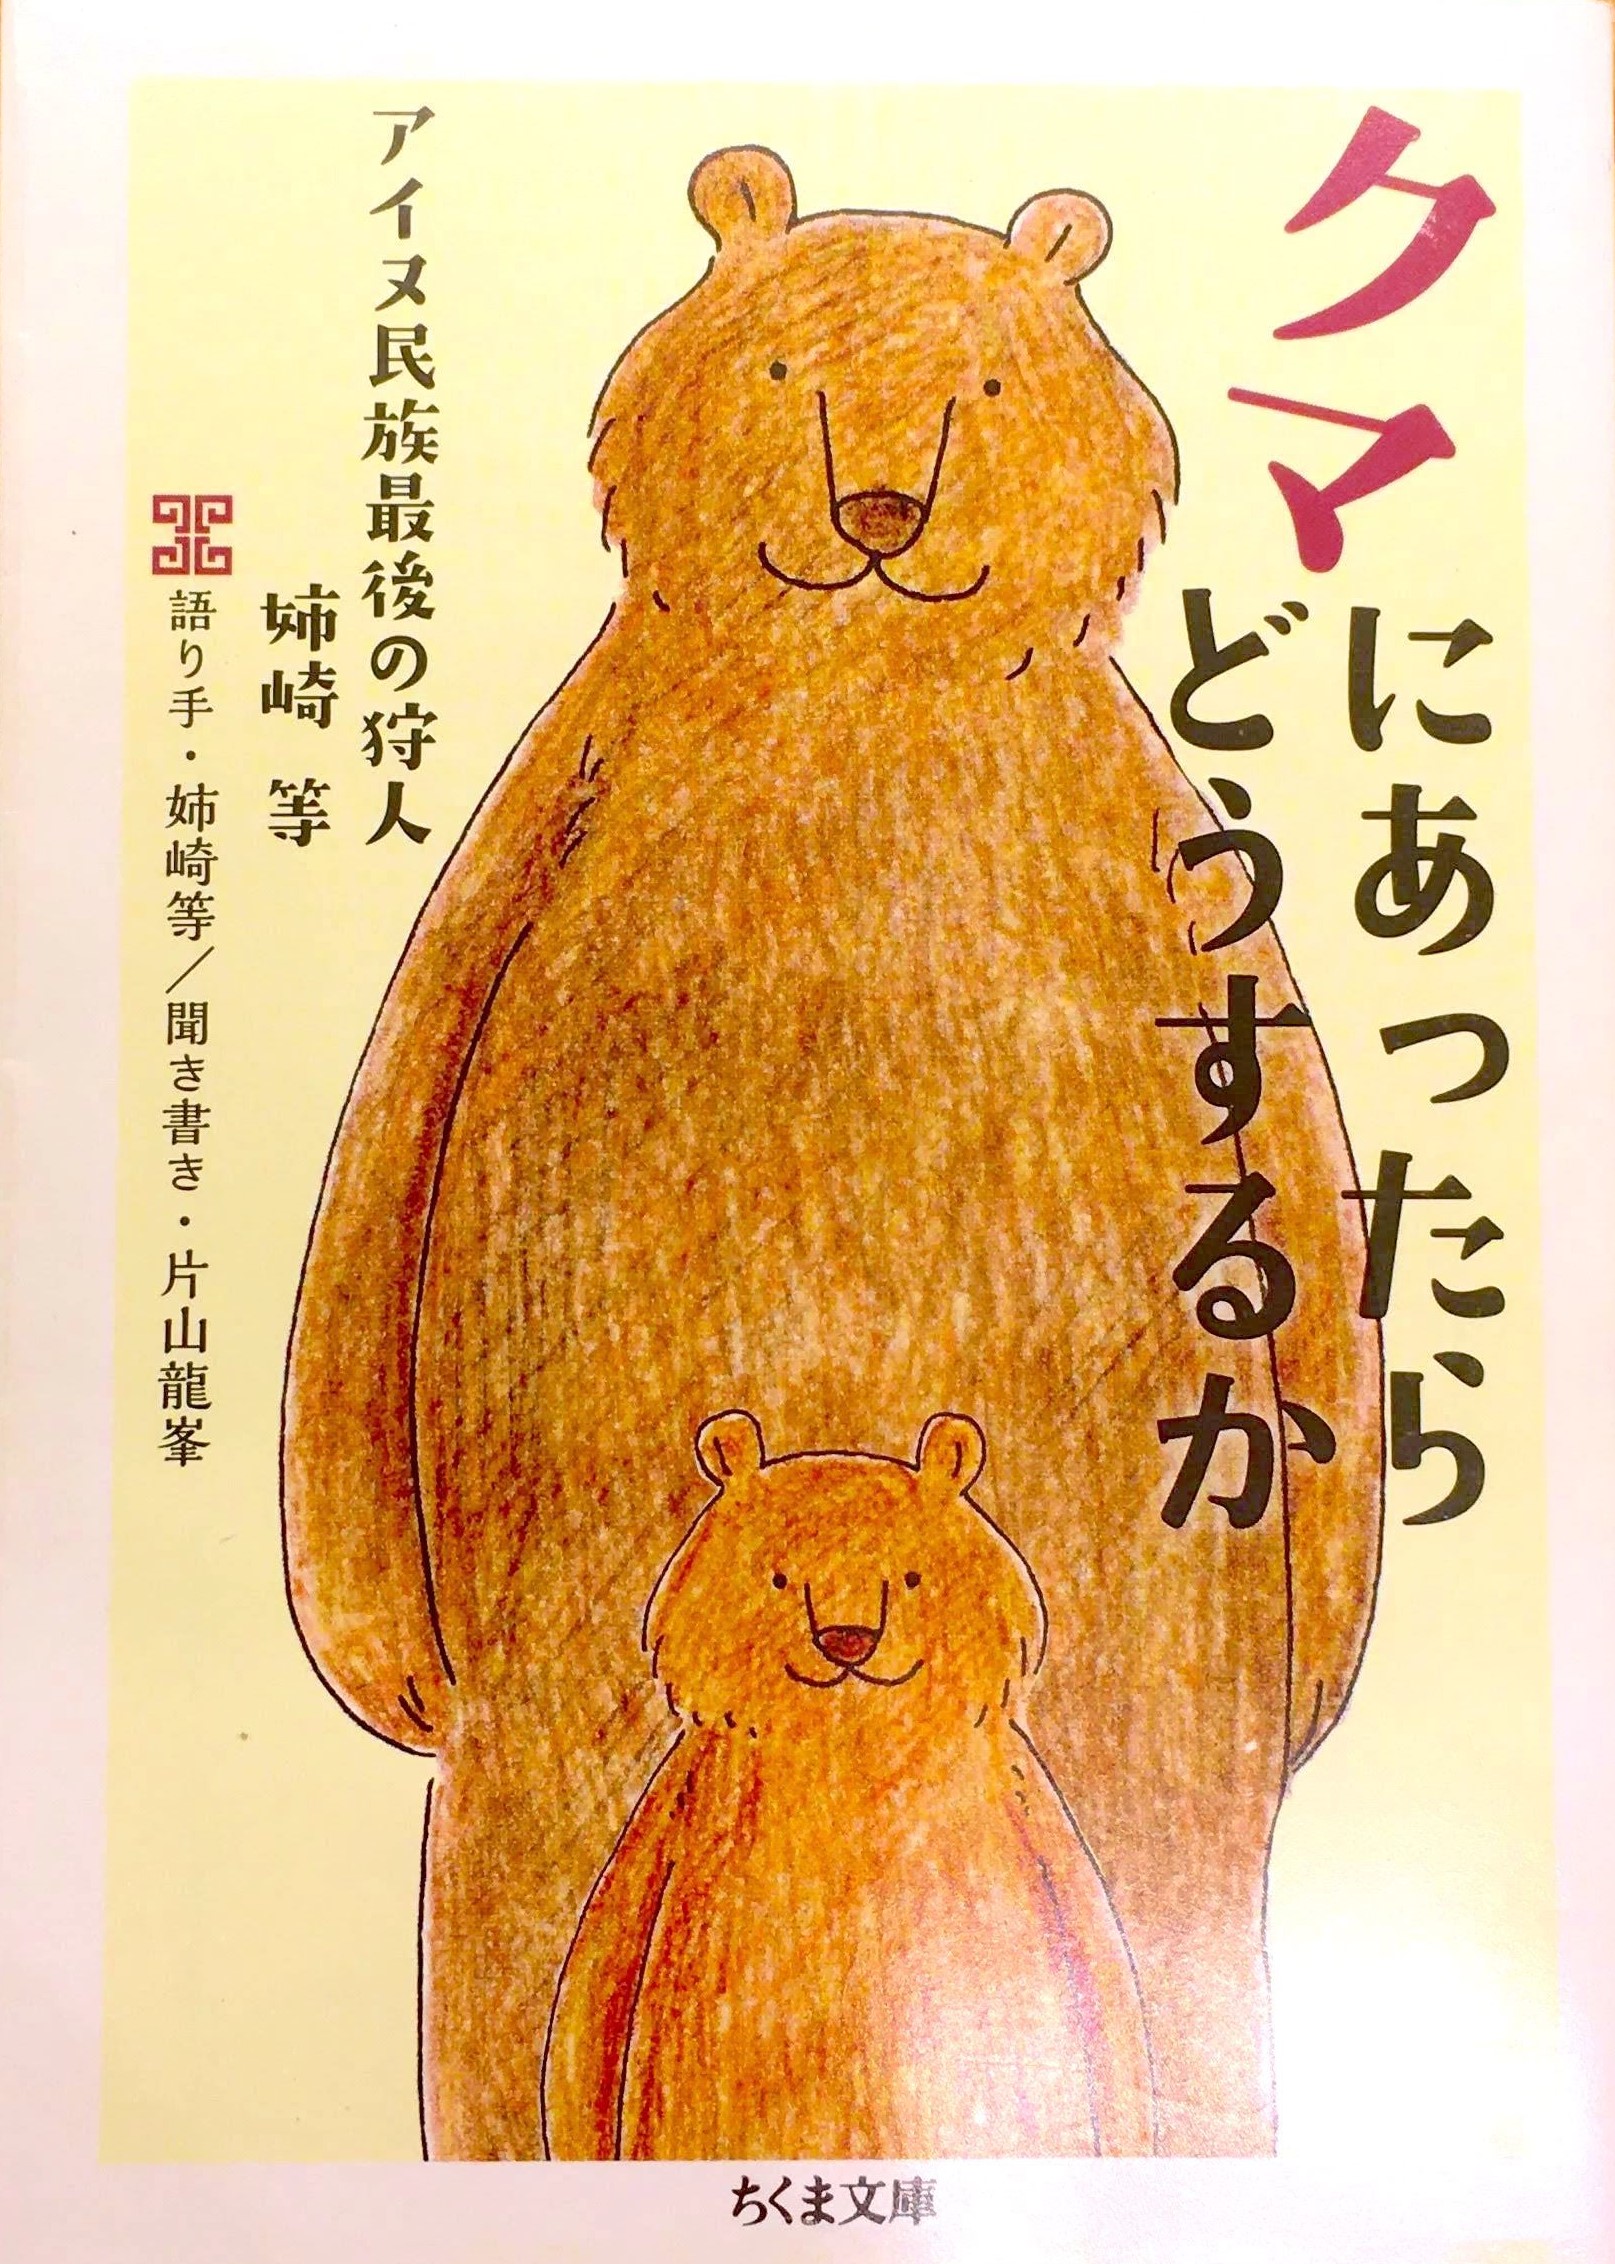 クマにあったら
どうするか
アイヌ民族最後の狩人
姉崎 等
語り手・姉崎等/聞き書き・片山龍峯
ちくま文庫